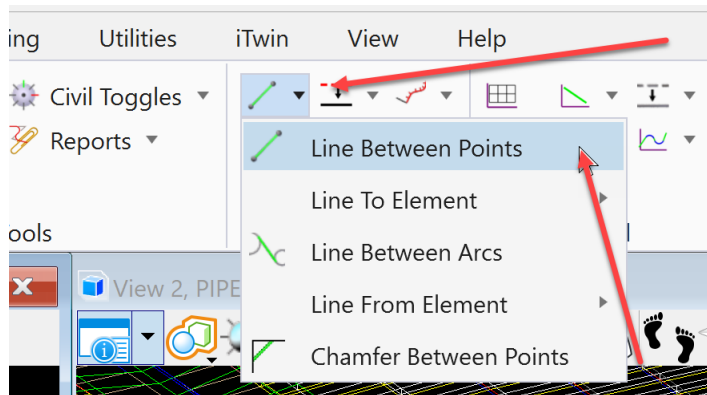 ing Utilities iTwin View Help
Civil Toggles
Reports
Line Between Points
Line To Element
ools
Line Between Arcs
View 2, PIPE
Line From Element
Chamfer Between Points